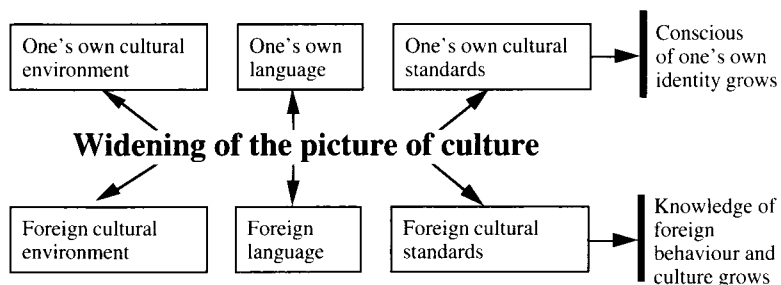 One's own cultural
environment
One's own
language
One's own cultural
standards
Conscious
of one's own
identity grows
Widening of the picture of culture
Foreign cultural
environment
Foreign
language
Foreign cultural
standards
Knowledge of
foreign
behaviour and
culture grows